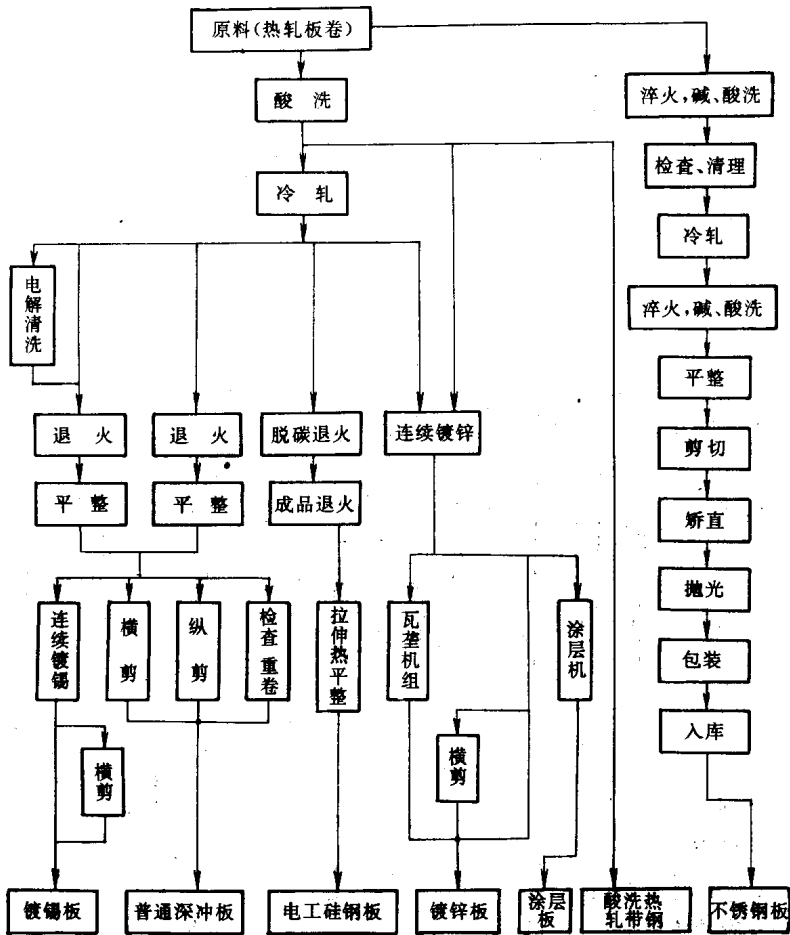 原料(热轧板卷)
酸 洗
淬火,碱、酸洗
检查、清理
冷 轧
冷轧
电解清洗
淬火,碱、酸洗
平整
退 火
退 火
脱碳退火
连续镀锌
剪切
平 整
平 整
成品退火
矫直
抛光
连续镀锡
横剪
纵剪
检查重卷
拉伸热平整
瓦垄机组
涂层机
包装
入库
横剪
横剪
镀锡板
普通深冲板
电工硅钢板
镀锌板
涂层板
酸洗热轧带钢
不锈钢板